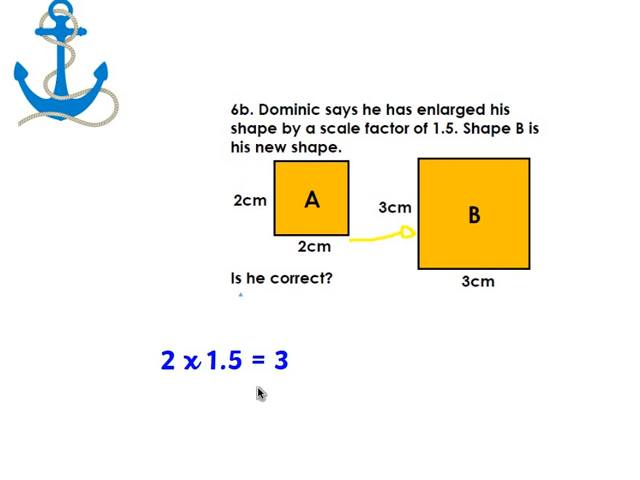 6b. Dominic says he has enlarged his
shape by a scale factor of 1.5. Shape B is
his new shape.
2cm
A
2cm
3cm
B
3cm
Is he correct?
2 x 1.5 = 3